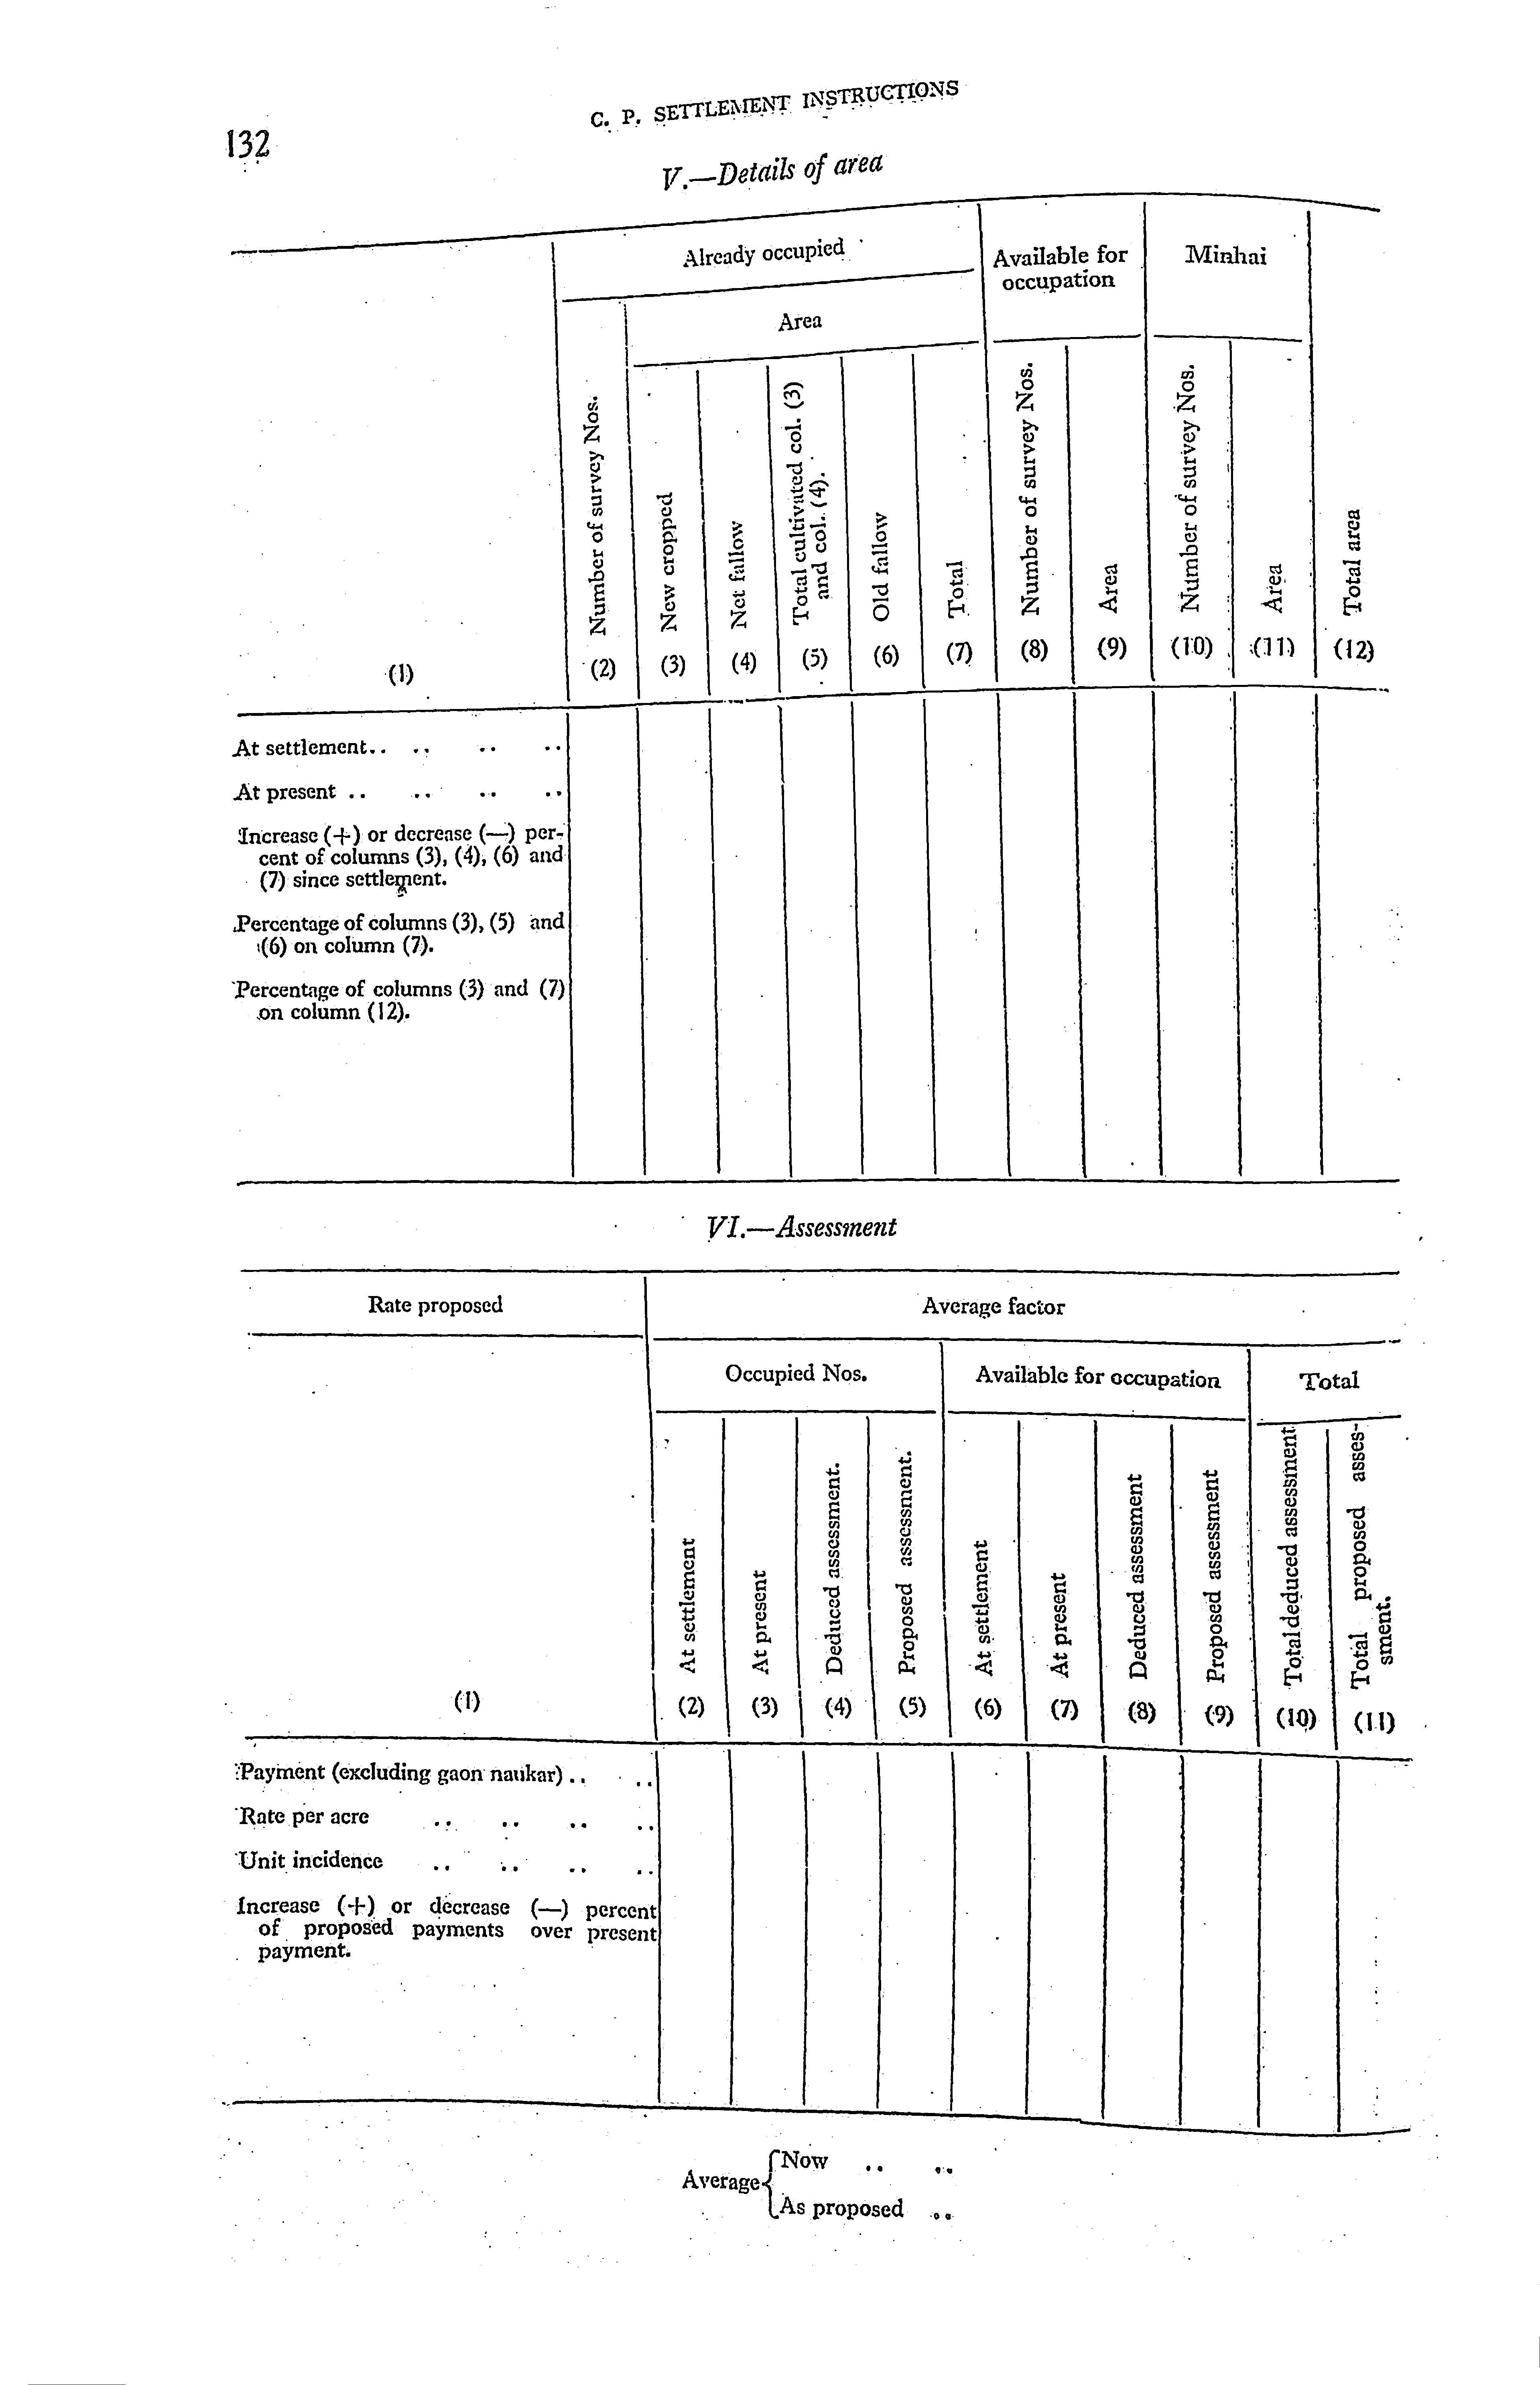 132
C. P. SETTLEMENT INSTRUCTIONS
V.—Details of area
Already occupied
Available for
occupation
Minhai
Area
Number of survey Nos.
New cropped
Net fallow
Total cultivated col. (3)
and col. (4).
Old fallow
Total
Number of survey Nos.
Area
Number of survey Nos.
Area
Total area
(1) (2) (3) (4) (5) (6) (7) (8) (9) (10) (11) (12)
At settlement.. .. .. ..
At present .. .. .. ..
Increase (+) or decrease (—) per-
cent of columns (3), (4), (6) and
(7) since settlement.
Percentage of columns (3), (5) and
(6) on column (7).
Percentage of columns (3) and (7)
on column (12).
VI.—Assessment
Rate proposed
Average factor
Occupied Nos.
Available for occupation
Total
At settlement
At present
Deduced assessment.
Proposed assessment.
At settlement
At present
Deduced assessment
Proposed assessment
Total deduced assessment
Total proposed asses-
sment.
(1) (2) (3) (4) (5) (6) (7) (8) (9) (10) (11)
Payment (excluding gaon naukar) .. ..
Rate per acre .. .. .. ..
Unit incidence .. .. .. ..
Increase (+) or decrease (—) percent
of proposed payments over present
payment.
Average
Now .. ..
As proposed ..